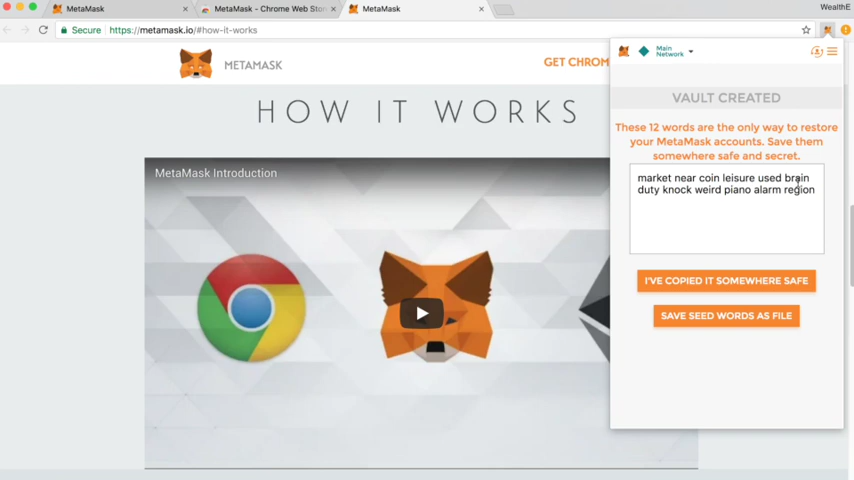 MetaMask
MetaMask - Chrome Web Stor
MetaMask
WealthE
Secure
https://metamask.io/#how-it-works
METAMASK
GET CHROM
HOW IT WORKS
MetaMask Introduction
Main
Network
VAULT CREATED
These 12 words are the only way to restore
your MetaMask accounts. Save them
somewhere safe and secret.
market near coin leisure used brain
duty knock weird piano alarm region
I'VE COPIED IT SOMEWHERE SAFE
SAVE SEED WORDS AS FILE